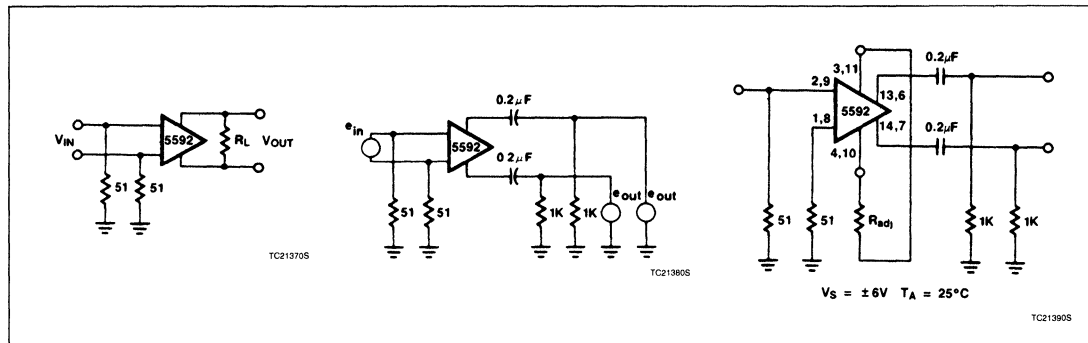 VIN
5592
RL
VOUT
51
51
TC21370S
ein
0.2μF
5592
0.2μF
51
51
1K
1K
eout
eout
TC21380S
3,11
0.2μF
2,9
13,6
5592
0.2μF
1,8
14,7
4,10
51
51
Radj
1K
1K
VS = ±6V TA = 25°C
TC21390S